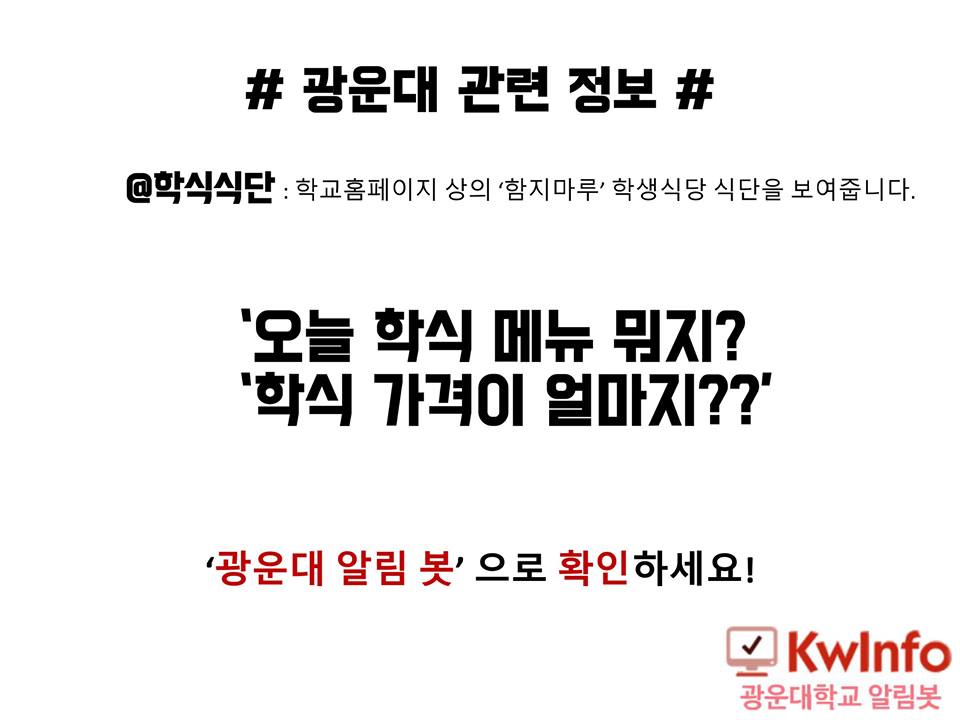 # 광운대 관련 정보 #
@학식식단 : 학교홈페이지 상의 ‘함지마루’ 학생식당 식단을 보여줍니다.
‘오늘 학식 메뉴 뭐지?
‘학식 가격이 얼마지??’
‘광운대 알림 봇’ 으로 확인하세요!
KwInfo
광운대학교 알림봇